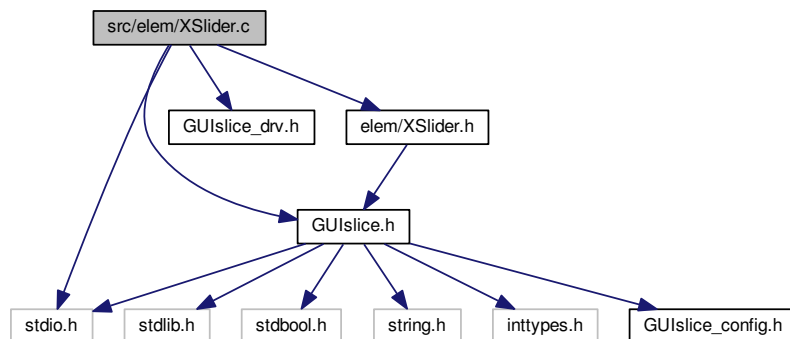 src/elem/XSlider.c
GUIslice_drv.h
elem/XSlider.h
GUIslice.h
stdio.h
stdlib.h
stdbool.h
string.h
inttypes.h
GUIslice_config.h